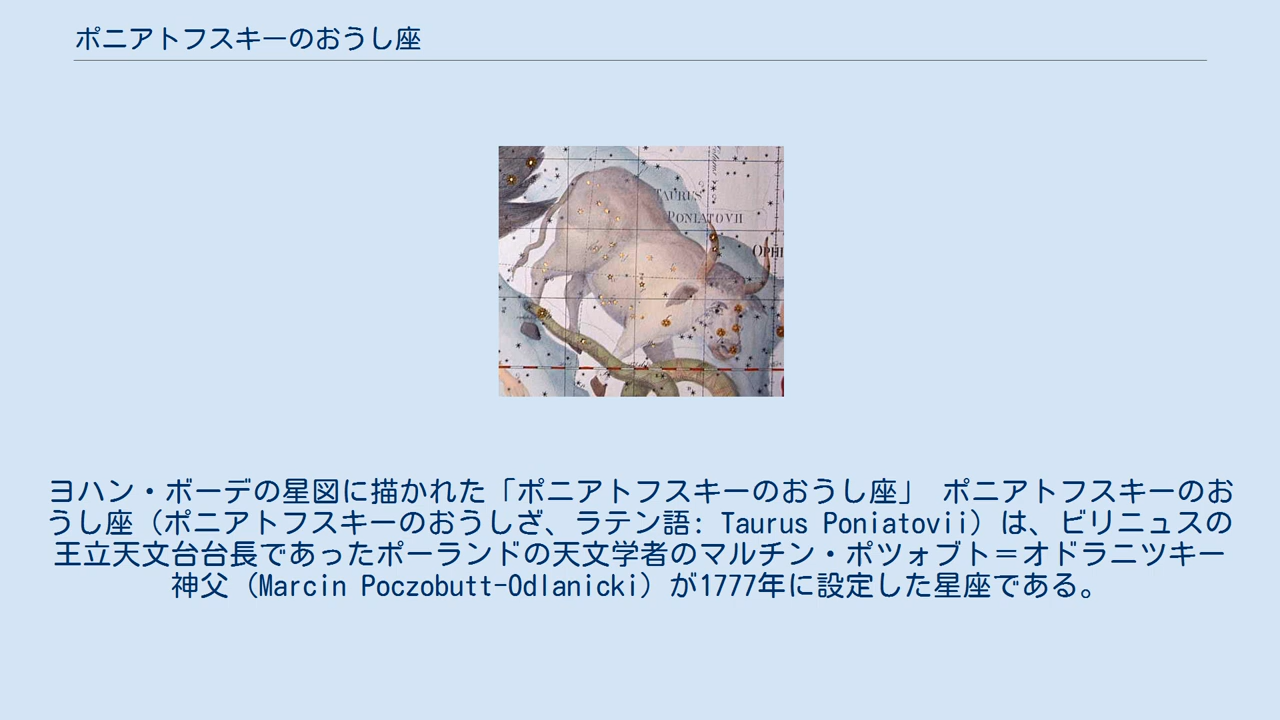 ポニアトフスキーのおうし座
TAURUS
PONIATOVII
OPHI
ヨハン・ボーデの星図に描かれた「ポニアトフスキーのおうし座」 ポニアトフスキーのお
うし座（ポニアトフスキーのおうしざ、ラテン語: Taurus Poniatovii）は、ビリニュスの
王立天文台台長であったポーランドの天文学者のマルチン・ポツォブト＝オドラニツキー
神父（Marcin Poczobutt-Odlanicki）が1777年に設定した星座である。